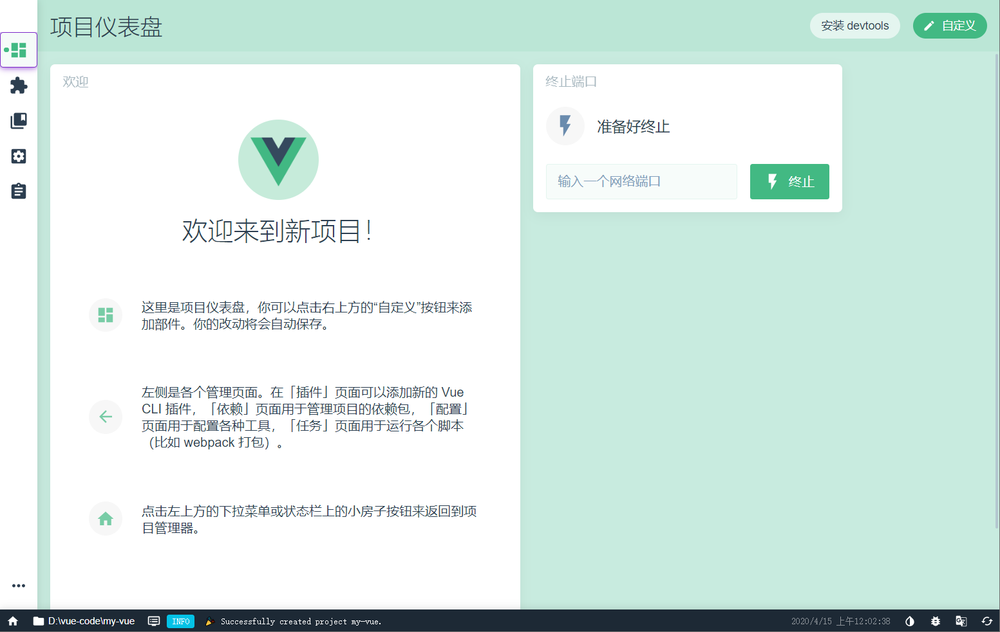 项目仪表盘
安装 devtools
自定义
欢迎
欢迎来到新项目！
这里是项目仪表盘，你可以点击右上方的“自定义”按钮来添
加部件。你的改动将会自动保存。
左侧是各个管理页面。在「插件」页面可以添加新的 Vue
CLI 插件，「依赖」页面用于管理项目的依赖包，「配置」
页面用于配置各种工具，「任务」页面用于运行各个脚本
（比如 webpack 打包）。
点击左上方的下拉菜单或状态栏上的小房子按钮来返回到项
目管理器。
终止端口
准备好终止
输入一个网络端口
终止
D:\vue-code\my-vue
INFO
Successfully created project my-vue.
2020/4/15 上午12:02:38